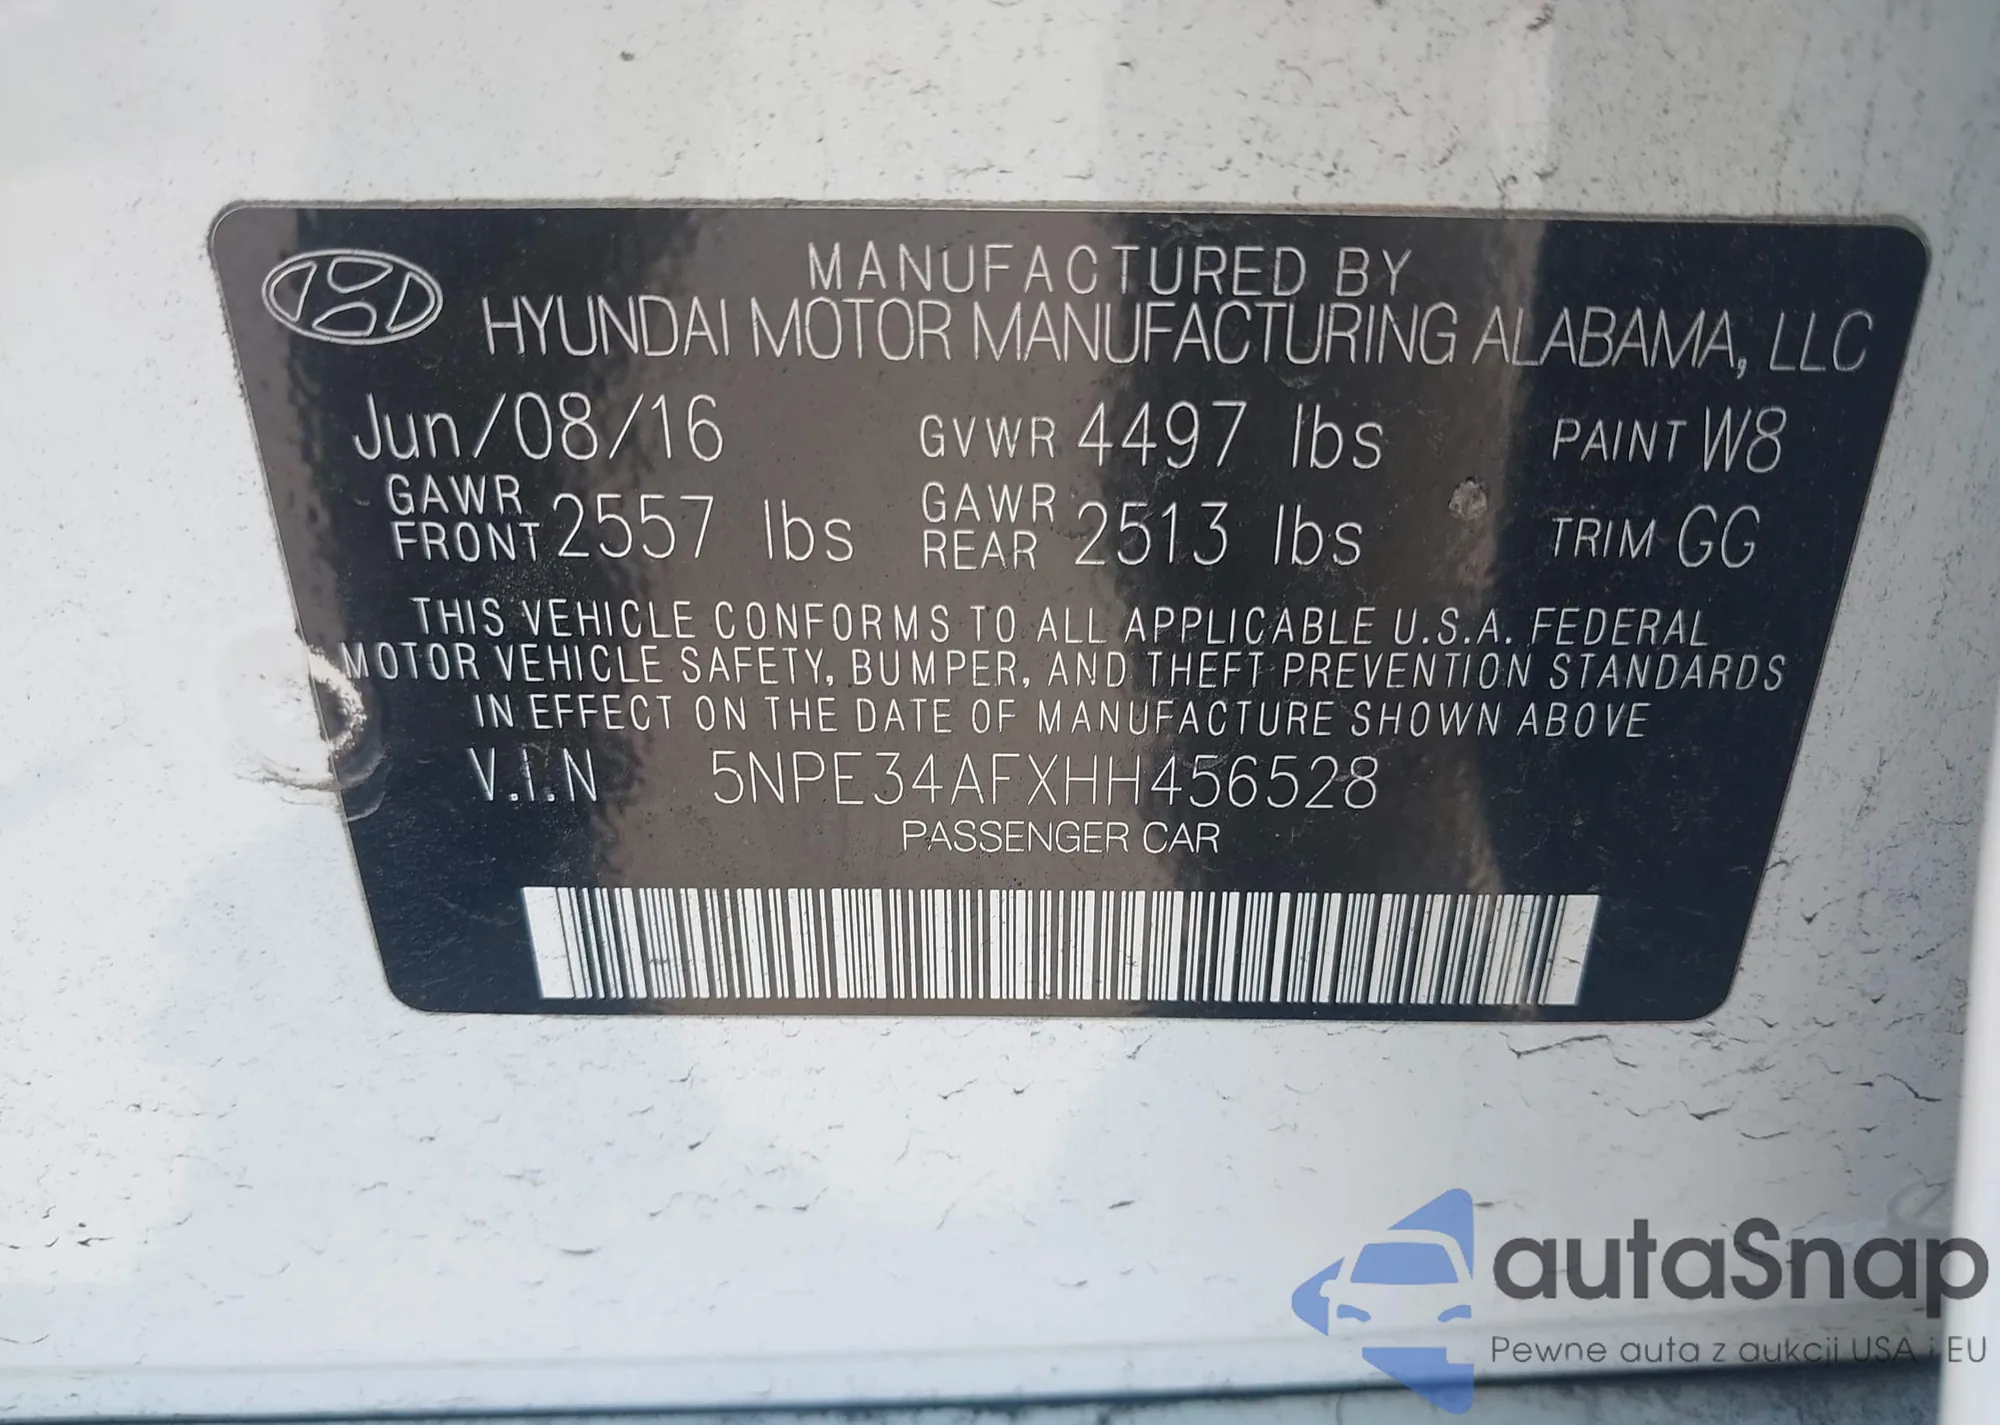 MANUFACTURED BY
HYUNDAI MOTOR MANUFACTURING ALABAMA, LLC
Jun/08/16 GVWR 4497 lbs PAINT W8
GAWR FRONT 2557 lbs GAWR REAR 2513 lbs TRIM GG
THIS VEHICLE CONFORMS TO ALL APPLICABLE U.S.A. FEDERAL
MOTOR VEHICLE SAFETY, BUMPER, AND THEFT PREVENTION STANDARDS
IN EFFECT ON THE DATE OF MANUFACTURE SHOWN ABOVE
V.I.N 5NPE34AFXHH456528
PASSENGER CAR
autaSnap
Pewne auta z aukcji USA i EU